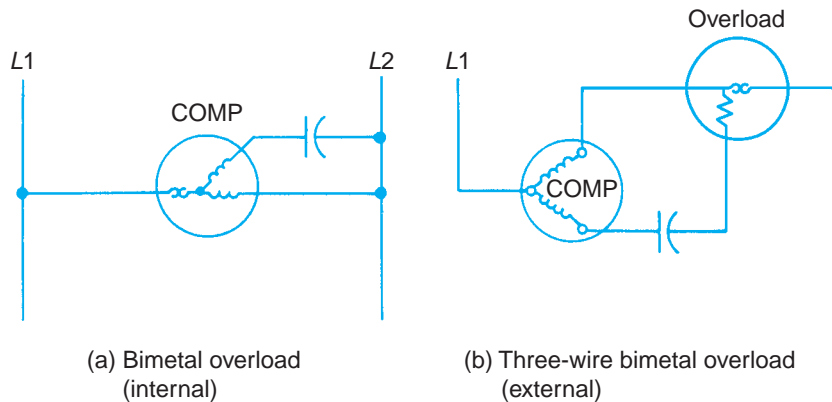 L1
L2
COMP
(a) Bimetal overload
(internal)
Overload
L1
COMP
(b) Three-wire bimetal overload
(external)